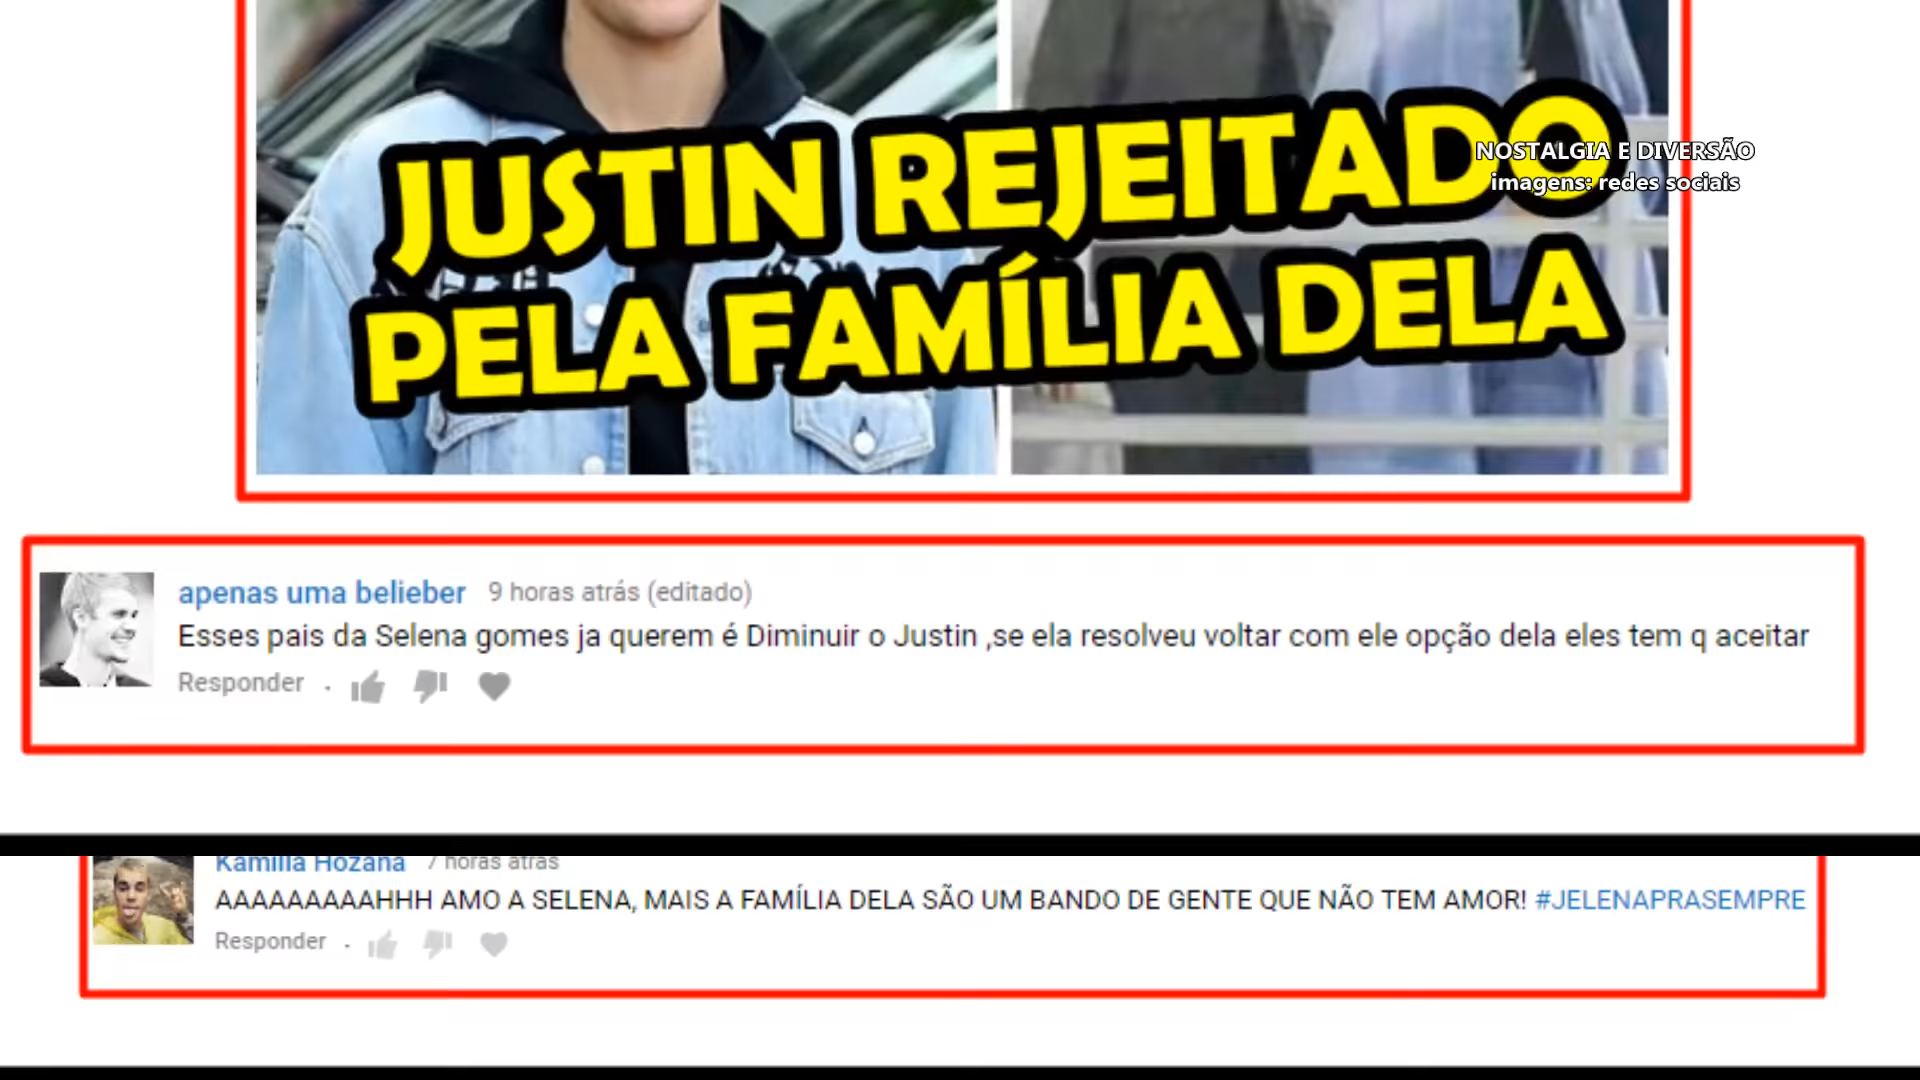 JUSTIN REJEITADO
PELA FAMÍLIA DELA
NOSTALGIA E DIVERSÃO
imagens: redes sociais
apenas uma belieber 9 horas atrás (editado)
Esses pais da Selena gomes ja querem é Diminuir o Justin ,se ela resolveu voltar com ele opção dela eles tem q aceitar
Responder .
Kamilla Hozana 7 horas atrás
AAAAAAAAAHHH AMO A SELENA, MAIS A FAMÍLIA DELA SÃO UM BANDO DE GENTE QUE NÃO TEM AMOR! #JELENAPRASEMPRE
Responder .